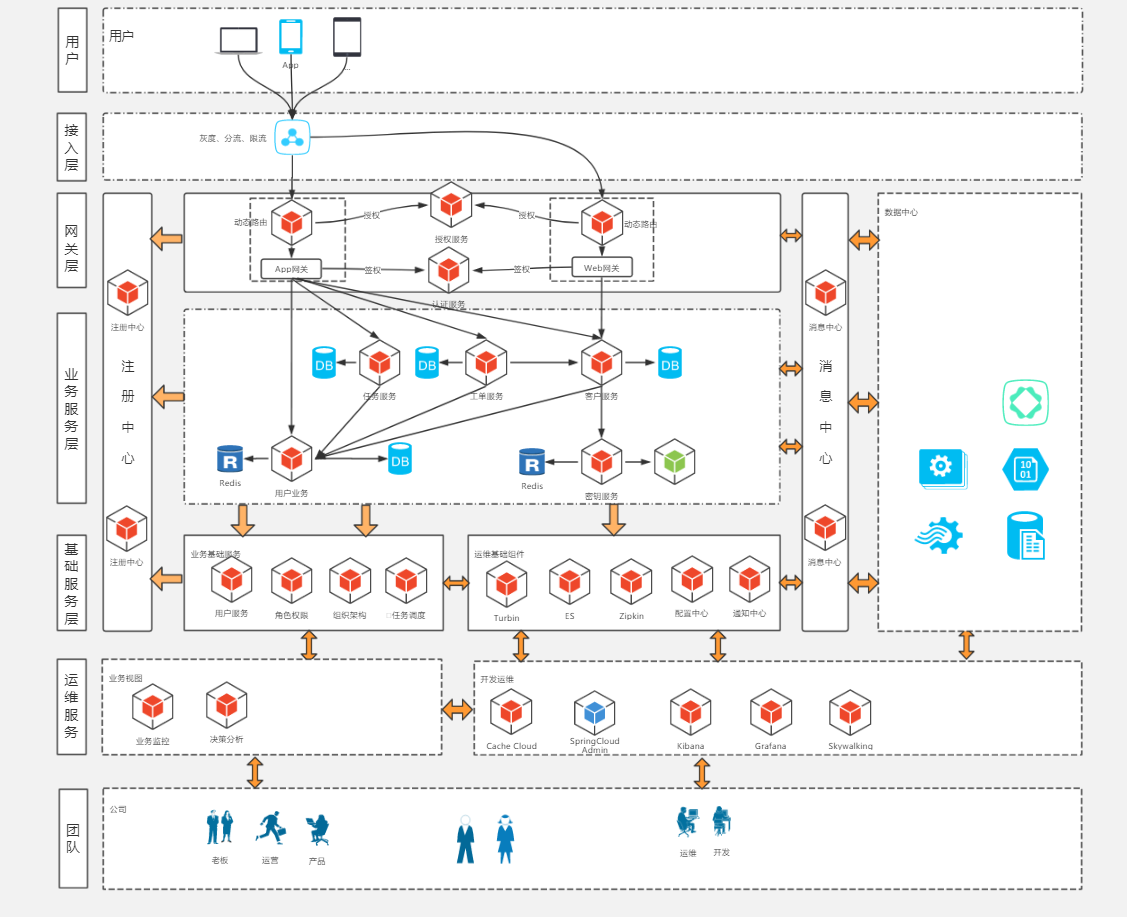 用户
用户
App
...
接入层
灰度、分流、限流
网关层
动态路由
授权
授权服务
授权
动态路由
数据中心
App网关
签权
签权
Web网关
认证服务
注册中心
消息中心
业务服务层
注册中心
消息中心
DB
DB
DB
任务服务
工单服务
客户服务
R
DB
R
Redis
用户业务
Redis
密钥服务
10
01
基础服务层
注册中心
消息中心
业务基础服务
运维基础组件
用户服务
角色权限
组织架构
任务调度
Turbin
ES
Zipkin
配置中心
通知中心
运维服务
业务视图
开发运维
业务监控
决策分析
Cache Cloud
SpringCloud
Admin
Kibana
Grafana
Skywalking
团队
公司
老板
运营
产品
运维
开发